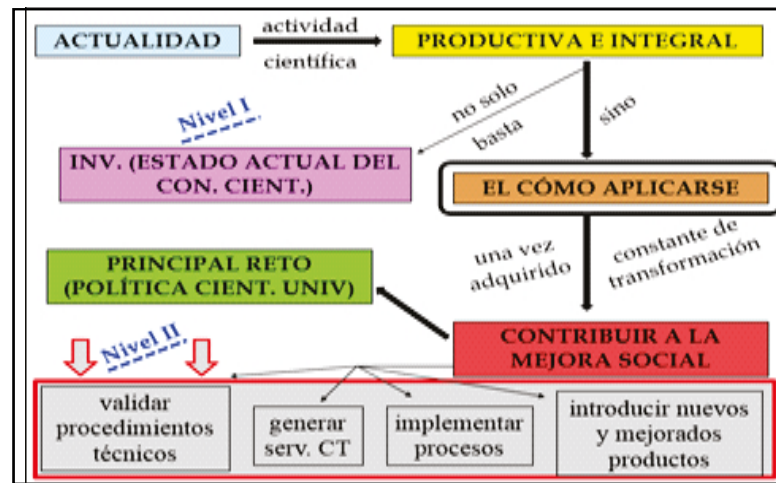 ACTUALIDAD
actividad
científica
PRODUCTIVA E INTEGRAL
no solo
basta
sino
Nivel I
INV. (ESTADO ACTUAL DEL
CON. CIENT.)
EL CÓMO APLICARSE
una vez
adquirido
constante de
transformación
PRINCIPAL RETO
(POLÍTICA CIENT. UNIV)
CONTRIBUIR A LA
MEJORA SOCIAL
Nivel II
validar
procedimientos
técnicos
generar
serv. CT
implementar
procesos
introducir nuevos
y mejorados
productos